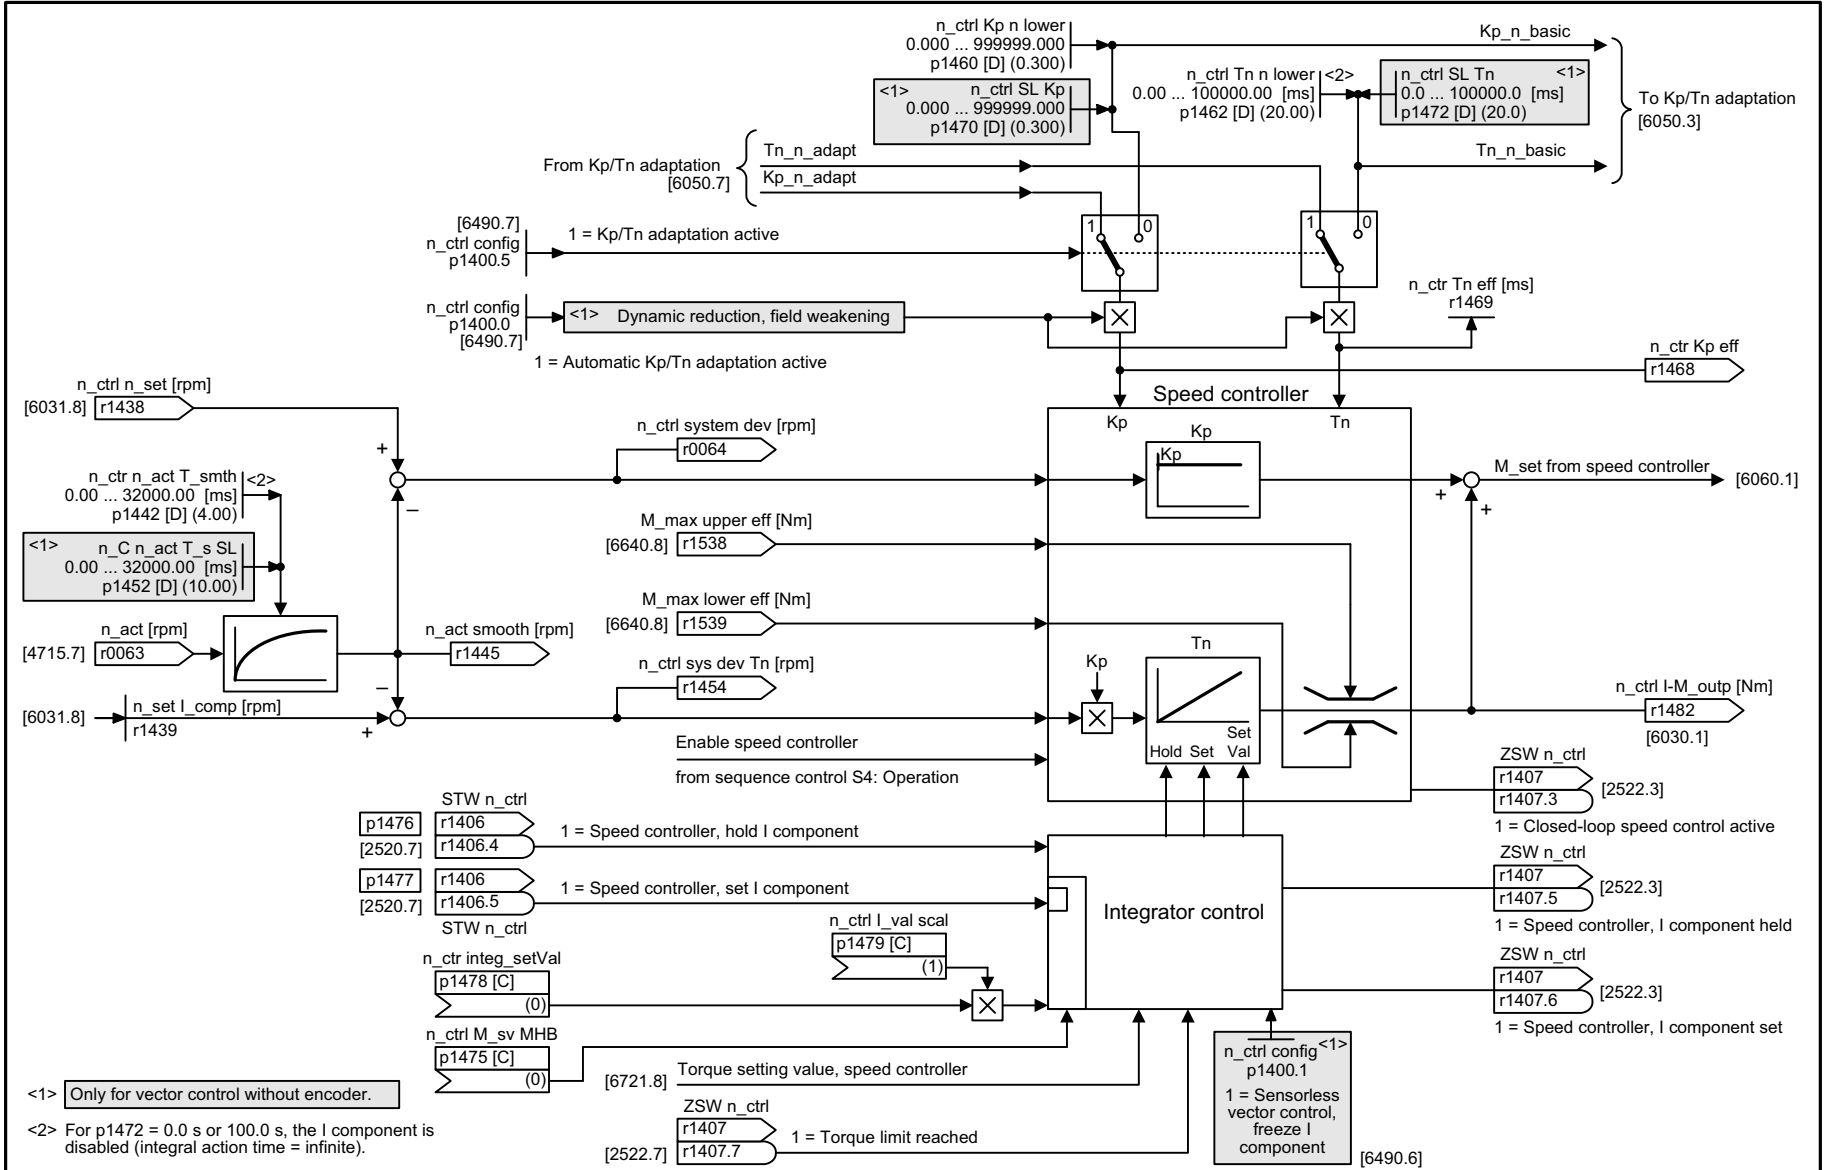 n_ctrl Kp n lower
0.000 ... 999999.000
p1460 [D] (0.300)
Kp_n_basic
<1> n_ctrl SL Kp
0.000 ... 999999.000
p1470 [D] (0.300)
n_ctrl Tn n lower <2>
0.00 ... 100000.00 [ms]
p1462 [D] (20.00)
n_ctrl SL Tn <1>
0.0 ... 100000.0 [ms]
p1472 [D] (20.0)
To Kp/Tn adaptation
[6050.3]
Tn_n_basic
From Kp/Tn adaptation
[6050.7]
Tn_n_adapt
Kp_n_adapt
1 0
1 0
[6490.7]
n_ctrl config
p1400.5
1 = Kp/Tn adaptation active
n_ctrl config
p1400.0
[6490.7]
<1> Dynamic reduction, field weakening
1 = Automatic Kp/Tn adaptation active
n_ctr Tn eff [ms]
r1469
n_ctr Kp eff
r1468
n_ctrl n_set [rpm]
[6031.8] r1438
+
–
n_ctrl system dev [rpm]
r0064
Speed controller
Kp Tn
Kp
Kp
M_set from speed controller
[6060.1]
+
+
n_ctr n_act T_smth <2>
0.00 ... 32000.00 [ms]
p1442 [D] (4.00)
<1> n_C n_act T_s SL
0.00 ... 32000.00 [ms]
p1452 [D] (10.00)
M_max upper eff [Nm]
[6640.8] r1538
M_max lower eff [Nm]
[6640.8] r1539
n_act [rpm]
[4715.7] r0063
n_act smooth [rpm]
r1445
n_ctrl sys dev Tn [rpm]
r1454
–
+
[6031.8] n_set I_comp [rpm]
r1439
Kp
Tn
Hold Set Set Val
n_ctrl I-M_outp [Nm]
r1482
[6030.1]
Enable speed controller
from sequence control S4: Operation
ZSW n_ctrl
r1407
r1407.3
[2522.3]
1 = Closed-loop speed control active
STW n_ctrl
p1476
[2520.7]
r1406
r1406.4
1 = Speed controller, hold I component
p1477
[2520.7]
r1406
r1406.5
STW n_ctrl
1 = Speed controller, set I component
Integrator control
ZSW n_ctrl
r1407
r1407.5
[2522.3]
1 = Speed controller, I component held
n_ctrl I_val scal
p1479 [C]
(1)
n_ctr integ_setVal
p1478 [C]
(0)
ZSW n_ctrl
r1407
r1407.6
[2522.3]
1 = Speed controller, I component set
n_ctrl M_sv MHB
p1475 [C]
(0)
[6721.8] Torque setting value, speed controller
n_ctrl config <1>
p1400.1
1 = Sensorless
vector control,
freeze I
component
[6490.6]
ZSW n_ctrl
r1407
r1407.7
[2522.7]
1 = Torque limit reached
<1> Only for vector control without encoder.
<2> For p1472 = 0.0 s or 100.0 s, the I component is
disabled (integral action time = infinite).